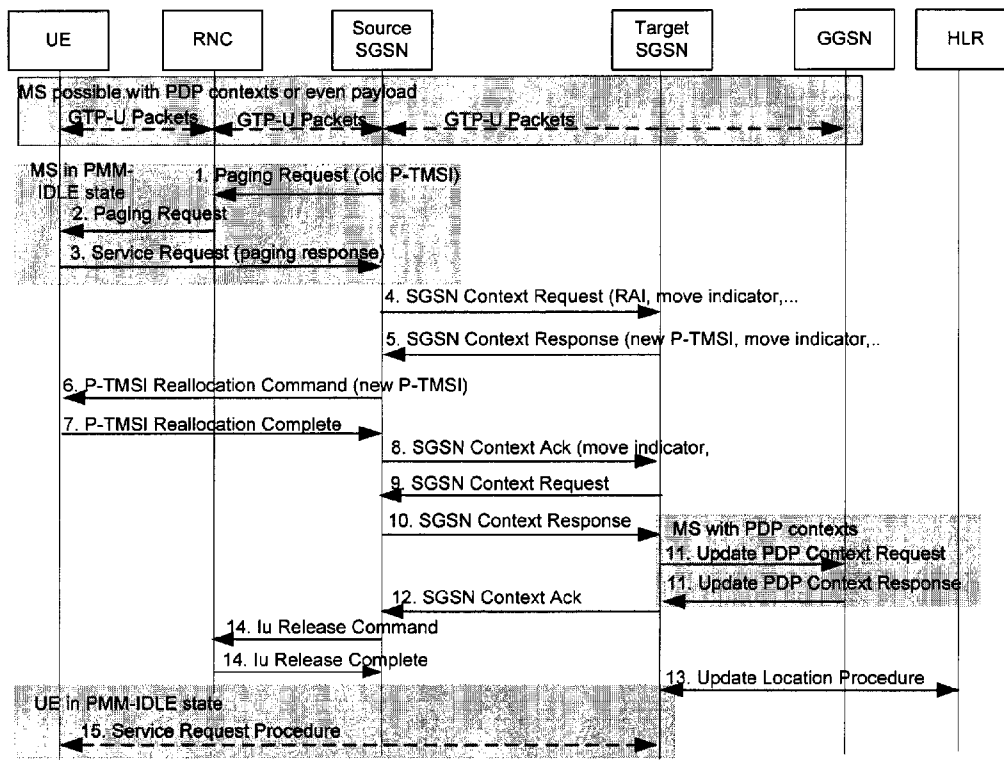 UE
RNC
Source
SGSN
Target
SGSN
GGSN
HLR
MS possible with PDP contexts or even payload
GTP-U Packets
GTP-U Packets
GTP-U Packets
MS in PMM-
IDLE state
1. Paging Request (old P-TMSI)
2. Paging Request
3. Service Request (paging response)
4. SGSN Context Request (RAI, move indicator,...
5. SGSN Context Response (new P-TMSI, move indicator,..
6. P-TMSI Reallocation Command (new P-TMSI)
7. P-TMSI Reallocation Complete
8. SGSN Context Ack (move indicator,
9. SGSN Context Request
10. SGSN Context Response
MS with PDP contexts
11. Update PDP Context Request
11. Update PDP Context Response
12. SGSN Context Ack
14. Iu Release Command
14. Iu Release Complete
13. Update Location Procedure
UE in PMM-IDLE state
15. Service Request Procedure